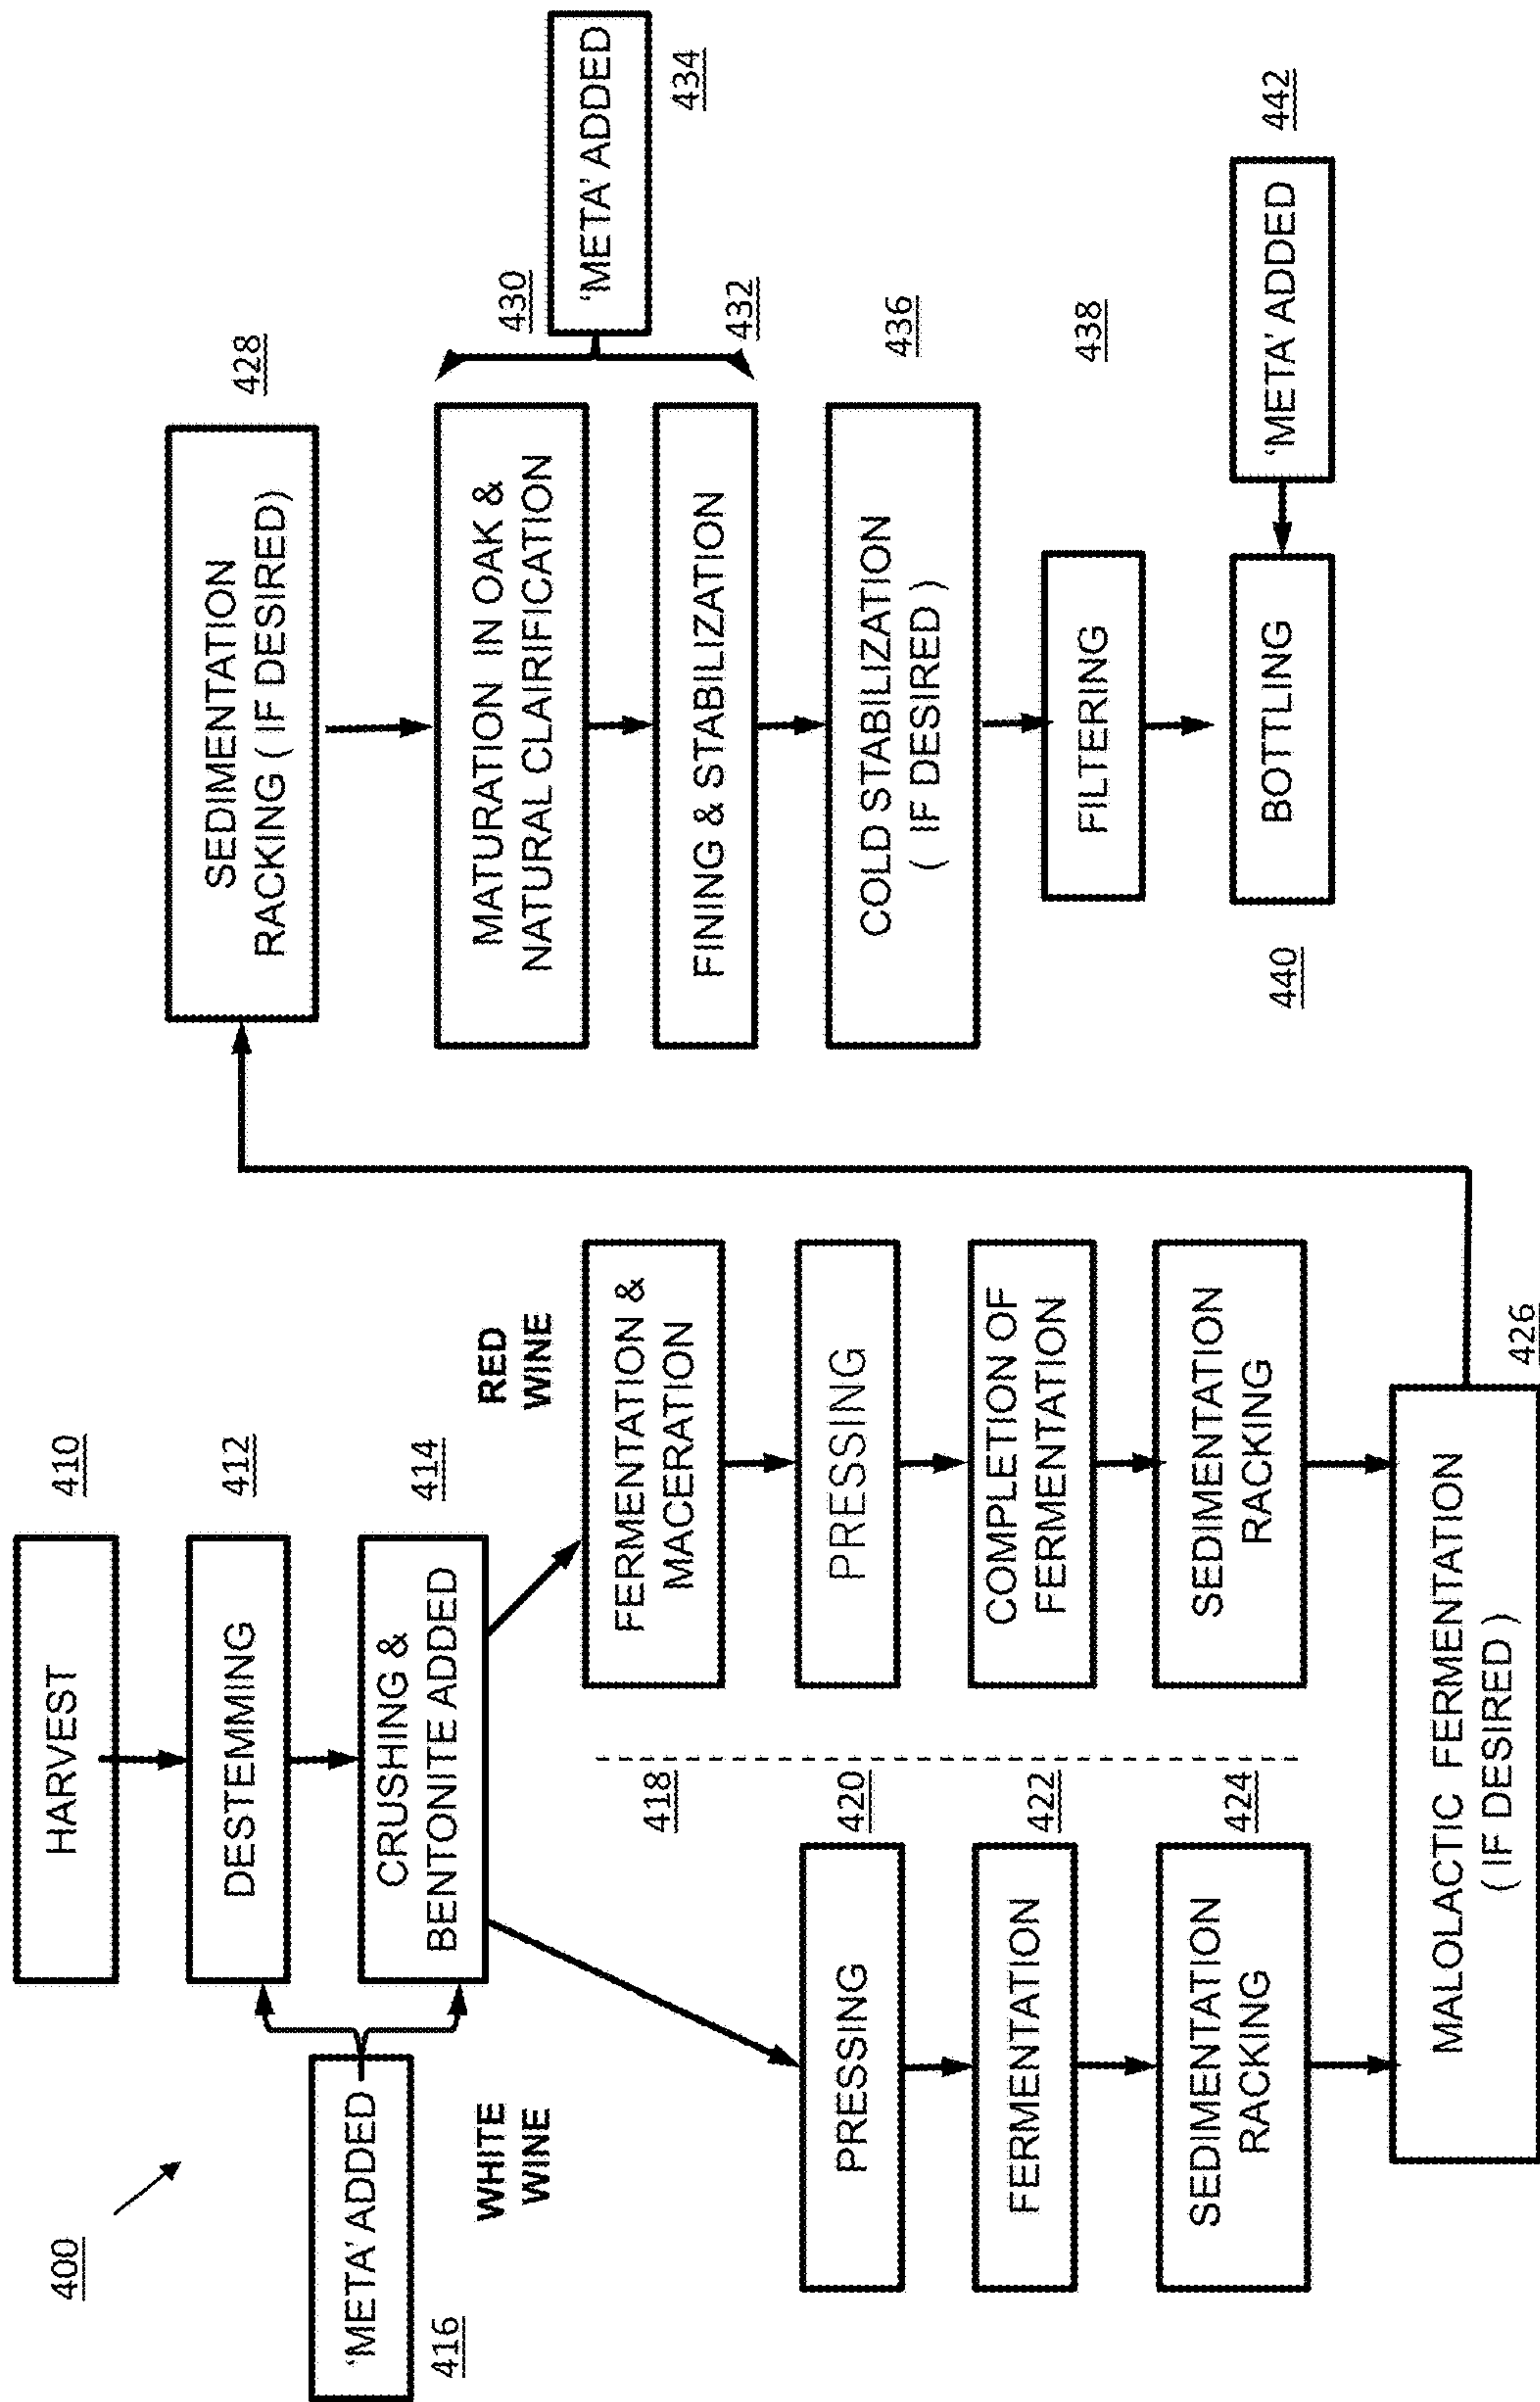 400
HARVEST
410
DESTEMMING
412
'META' ADDED
416
CRUSHING &
BENTONITE ADDED
414
WHITE
WINE
RED
WINE
FERMENTATION &
MACERATION
418
PRESSING
420
PRESSING
FERMENTATION
422
COMPLETION OF
FERMENTATION
SEDIMENTATION
RACKING
424
SEDIMENTATION
RACKING
MALOLACTIC FERMENTATION
( IF DESIRED )
426
SEDIMENTATION
RACKING ( IF DESIRED)
428
MATURATION IN OAK &
NATURAL CLAIRIFICATION
430
'META' ADDED
434
FINING & STABILIZATION
432
COLD STABILIZATION
( IF DESIRED )
436
FILTERING
438
BOTTLING
440
'META' ADDED
442